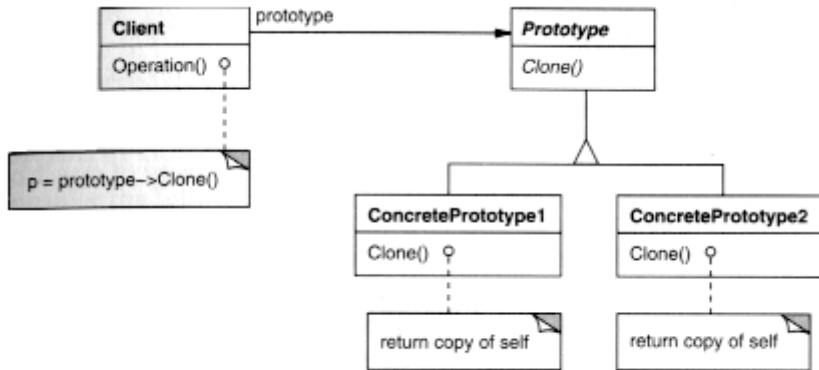 prototype
Client
Operation()
p = prototype->Clone()
Prototype
Clone()
ConcretePrototype1
Clone()
return copy of self
ConcretePrototype2
Clone()
return copy of self